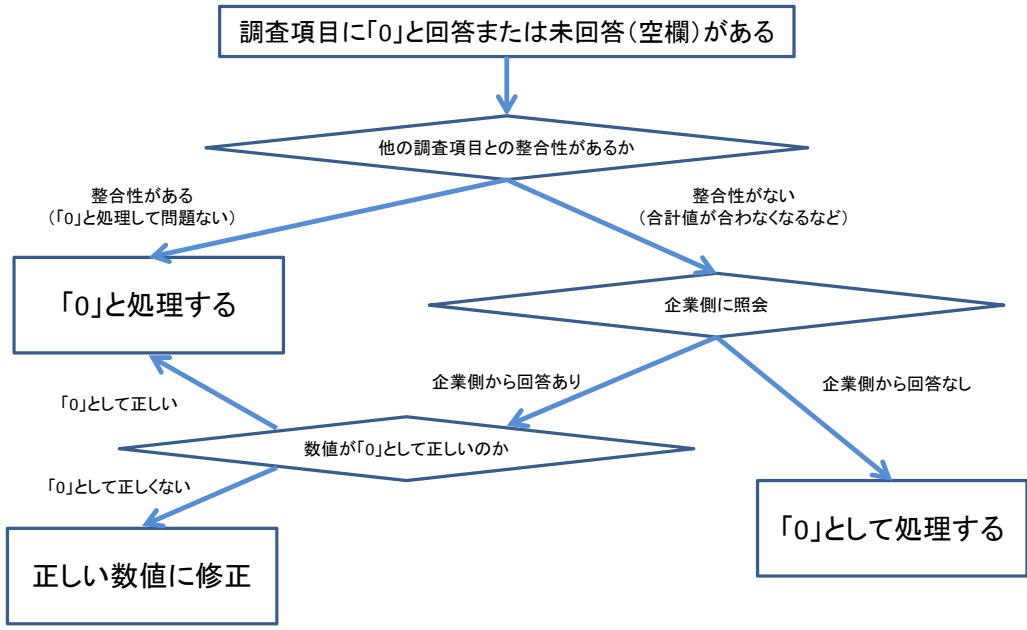 調査項目に「0」と回答または未回答（空欄）がある
他の調査項目との整合性があるか
整合性がある
（「0」と処理して問題ない）
整合性がない
（合計値が合わなくなるなど）
「0」と処理する
企業側に照会
企業側から回答あり
企業側から回答なし
「0」として正しい
数値が「0」として正しいのか
「0」として正しくない
「0」として処理する
正しい数値に修正